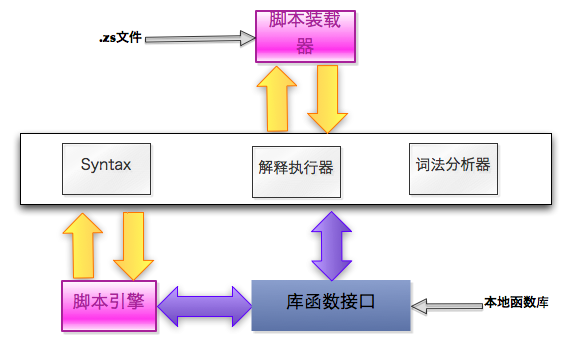 脚本装载
器
.zs文件
Syntax
解释执行器
词法分析器
脚本引擎
库函数接口
本地函数库